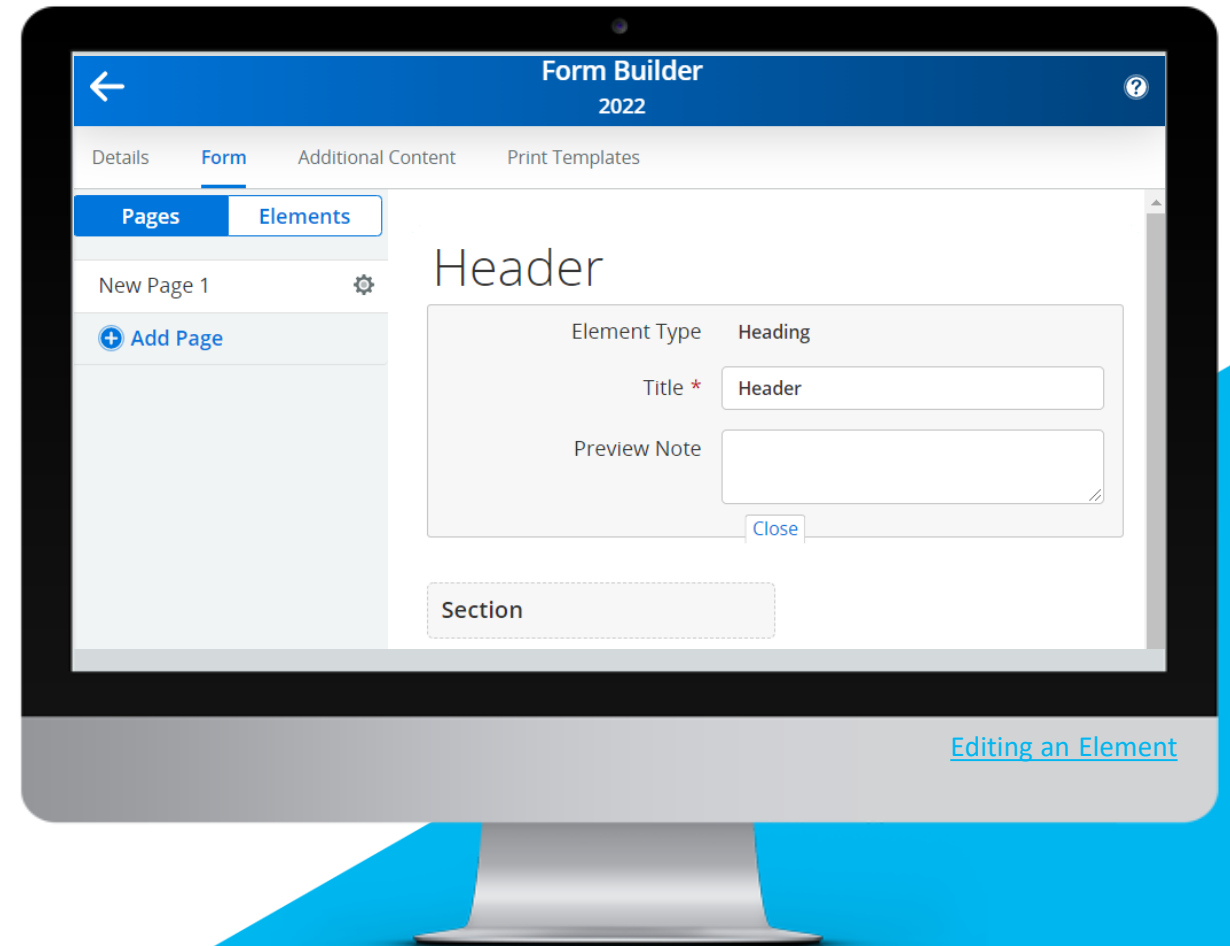 Form Builder
2022
Details Form Additional Content Print Templates
Pages Elements
New Page 1
Add Page
Header
Element Type Heading
Title * Header
Preview Note
Close
Section
Editing an Element